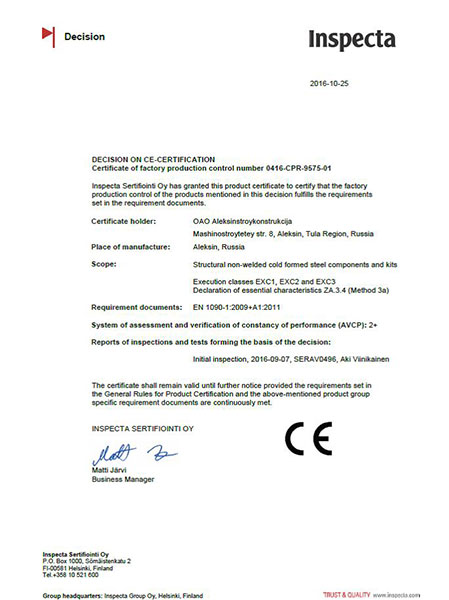 Decision
Inspecta
2016-10-25
DECISION ON CE-CERTIFICATION
Certificate of factory production control number 0416-CPR-9575-01
Inspecta Sertifiointi Oy has granted this product certificate to certify that the factory
production control of the products mentioned in this decision fulfills the requirements
set in the requirement documents.
Certificate holder: OAO Aleksinstroykonstrukcija
Mashinostroytetey str. 8, Aleksin, Tula Region, Russia
Place of manufacture: Aleksin, Russia
Scope: Structural non-welded cold formed steel components and kits
Execution classes EXC1, EXC2 and EXC3
Declaration of essential characteristics ZA.3.4 (Method 3a)
Requirement documents: EN 1090-1:2009+A1:2011
System of assessment and verification of constancy of performance (AVCP): 2+
Reports of inspections and tests forming the basis of the decision:
Initial inspection, 2016-09-07, SERAV0496, Aki Viinikainen
The certificate shall remain valid until further notice provided the requirements set in
the General Rules for Product Certification and the above-mentioned product group
specific requirement documents are continuously met.
INSPECTA SERTIFIOINTI OY
CE
Matti Järvi
Business Manager
Inspecta Sertifiointi Oy
P.O. Box 1000, Sörnäistenkatu 2
FI-00581 Helsinki, Finland
Tel.+358 10 521 600
Group headquarters: Inspecta Group Oy, Helsinki, Finland
TRUST & QUALITY www.inspecta.com